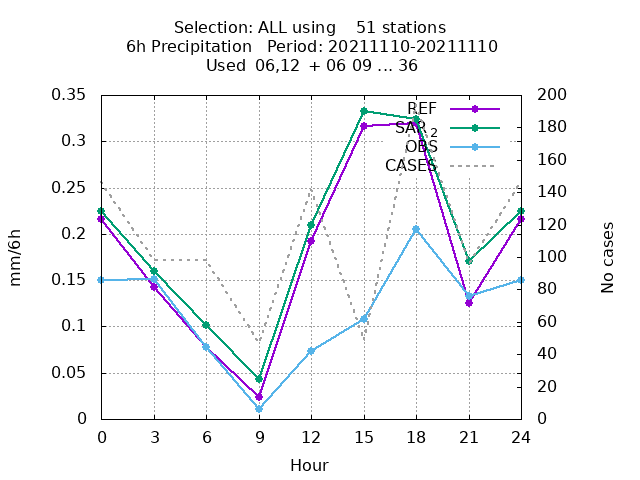 Selection: ALL using 51 stations
6h Precipitation Period: 20211110-20211110
Used 06,12 + 06 09 ... 36
0.35
0.3
0.25
0.2
0.15
0.1
0.05
0
200
180
160
140
120
100
80
60
40
20
0
REF
SAR2
OBS
CASES
mm/6h
No cases
0 3 6 9 12 15 18 21 24
Hour